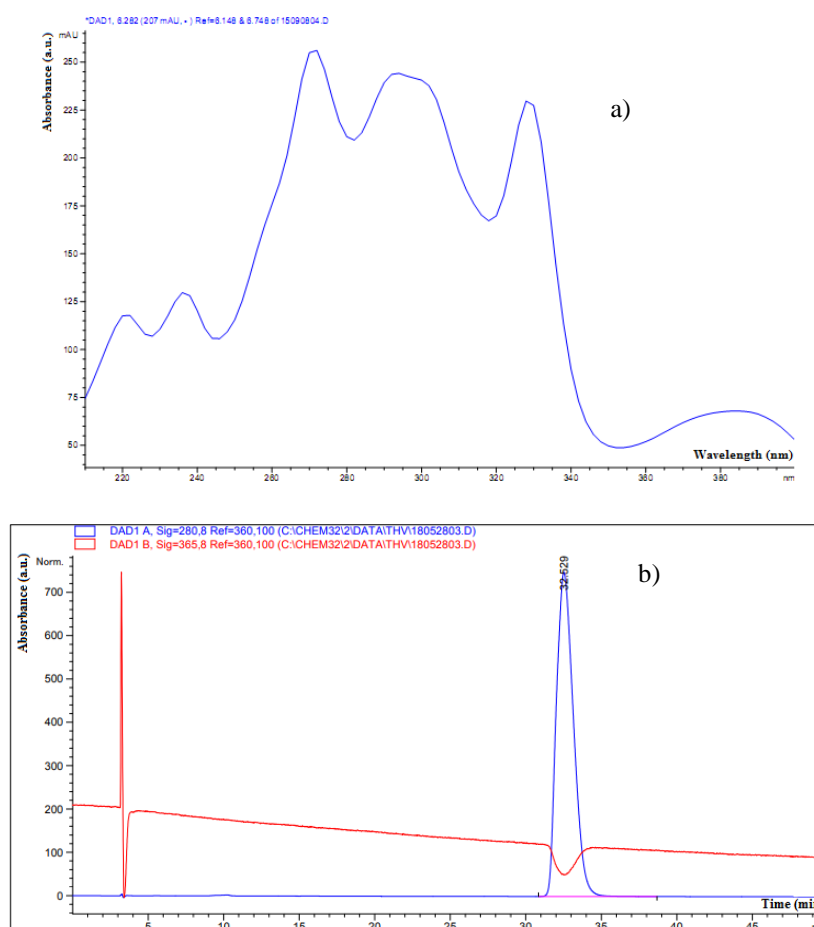 *DAD1, 6.262 (207 mAU, - ) Ref=6.148 & 6.748 of 15090804.D
mAU
Absorbance (a.u.)
250
225
200
175
150
125
100
75
50
a)
Wavelength (nm)
220 240 260 280 300 320 340 360 380 nm
DAD1 A, Sig=280,8 Ref=360,100 (C:\CHEM32\2\DATA\THV\18052803.D)
DAD1 B, Sig=365,8 Ref=360,100 (C:\CHEM32\2\DATA\THV\18052803.D)
Norm.
Absorbance (a.u.)
700
600
500
400
300
200
100
0
32.529
b)
Time (mi
5 10 15 20 25 30 35 40 45